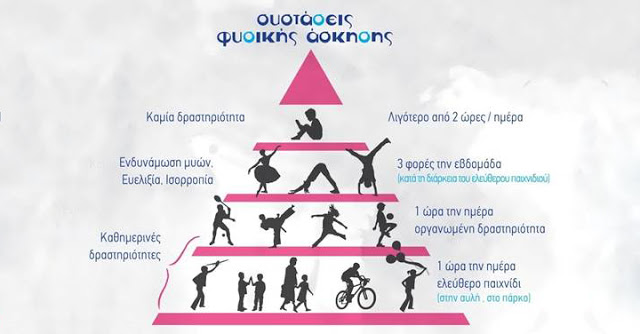 συστάσεις
φυσικής άσκησης
Καμία δραστηριότητα
Λιγότερο από 2 ώρες / ημέρα
Ενδυνάμωση μυών,
Ευελιξία, Ισορροπία
3 φορές την εβδομάδα
(κατά τη διάρκεια του ελεύθερου παιχνιδιού)
Καθημερινές
δραστηριότητες
1 ώρα την ημέρα
οργανωμένη δραστηριότητα
1 ώρα την ημέρα
ελεύθερο παιχνίδι
(στην αυλή , στο πάρκο)